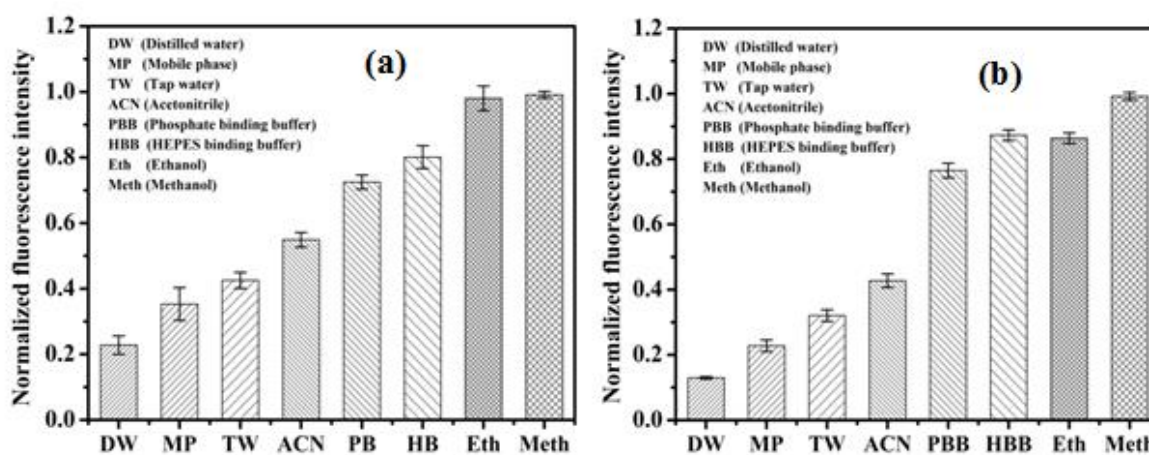 Normalized fluorescence intensity
1.2
1.0
0.8
0.6
0.4
0.2
0.0
DW (Distilled water)
MP (Mobile phase)
TW (Tap water)
ACN (Acetonitrile)
PBB (Phosphate binding buffer)
HBB (HEPES binding buffer)
Eth (Ethanol)
Meth (Methanol)
(a)
DW MP TW ACN PB HB Eth Meth
Normalized fluorescence intensity
1.2
1.0
0.8
0.6
0.4
0.2
0.0
DW (Distilled water)
MP (Mobile phase)
TW (Tap water)
ACN (Acetonitrile)
PBB (Phosphate binding buffer)
HBB (HEPES binding buffer)
Eth (Ethanol)
Meth (Methanol)
(b)
DW MP TW ACN PBB HBB Eth Meth